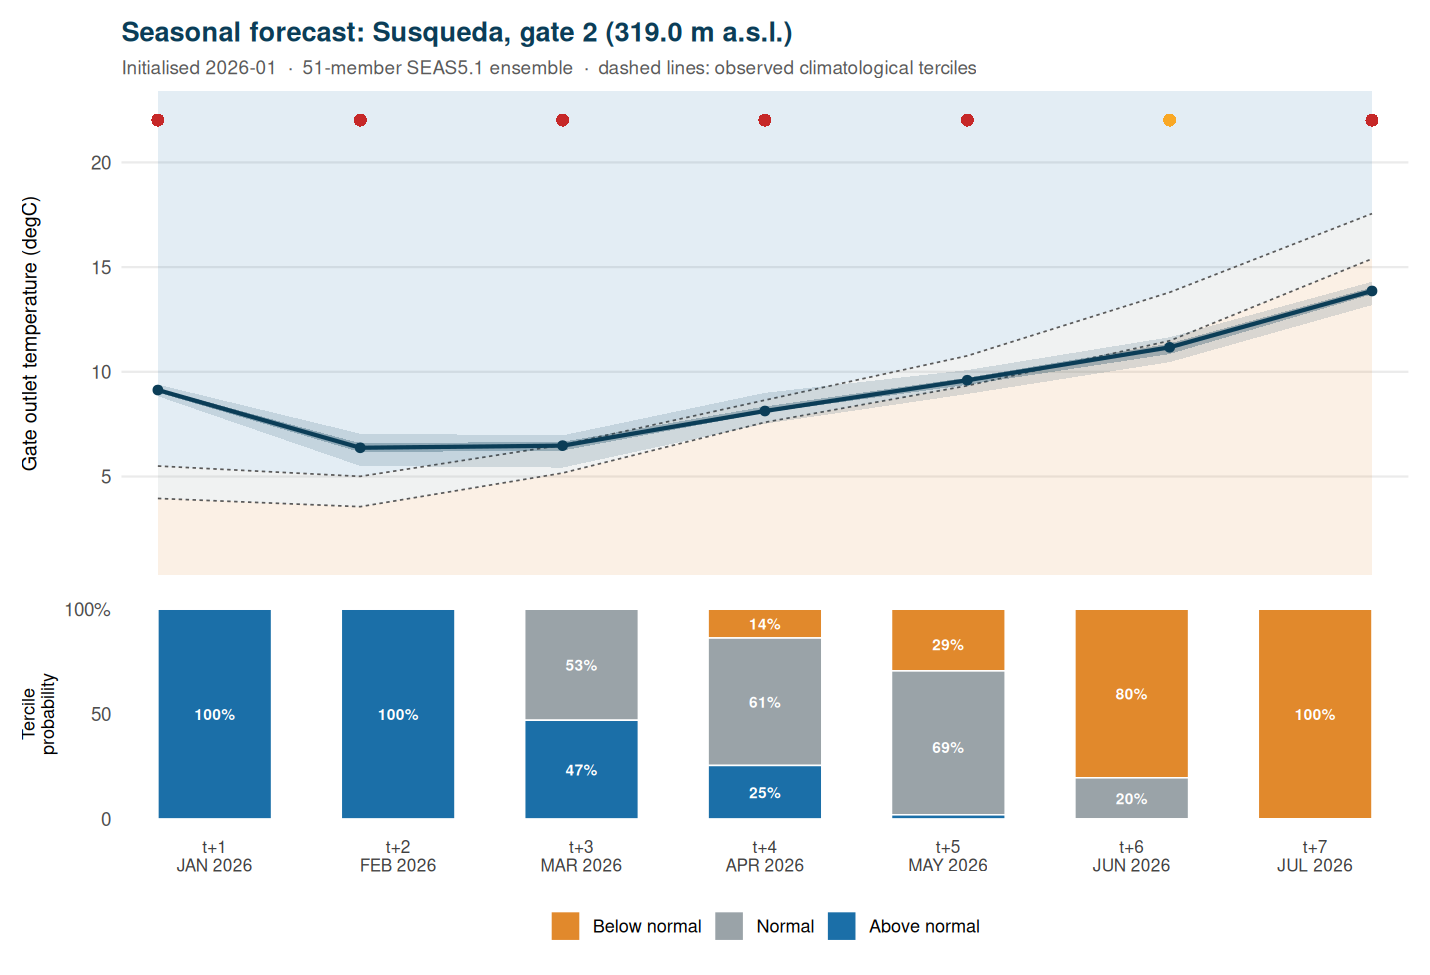 Seasonal forecast: Susqueda, gate 2 (319.0 m a.s.l.)
Initialised 2026-01 · 51-member SEAS5.1 ensemble · dashed lines: observed climatological terciles
Gate outlet temperature (degC)
20
15
10
5
Tercile
probability
100%
50
0
100%
100%
53%
47%
14%
61%
25%
29%
69%
80%
20%
100%
t+1
JAN 2026
t+2
FEB 2026
t+3
MAR 2026
t+4
APR 2026
t+5
MAY 2026
t+6
JUN 2026
t+7
JUL 2026
Below normal
Normal
Above normal